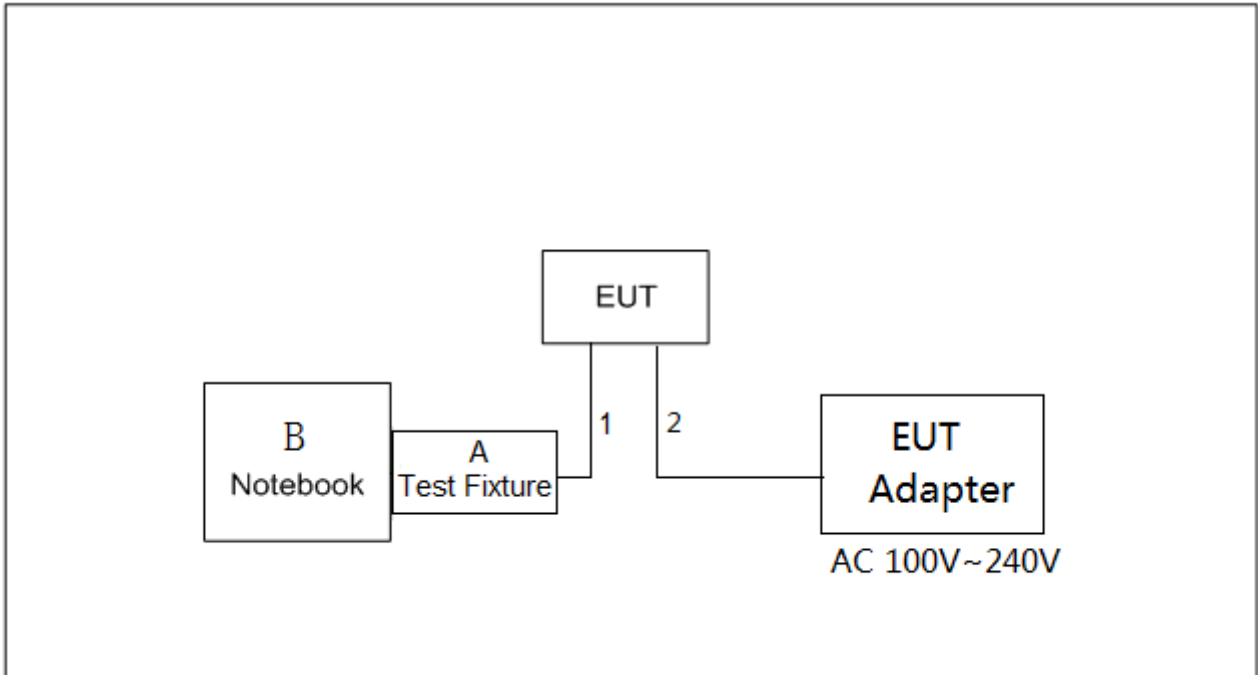 EUT
1
2
B
Notebook
A
Test Fixture
EUT
Adapter
AC 100V~240V